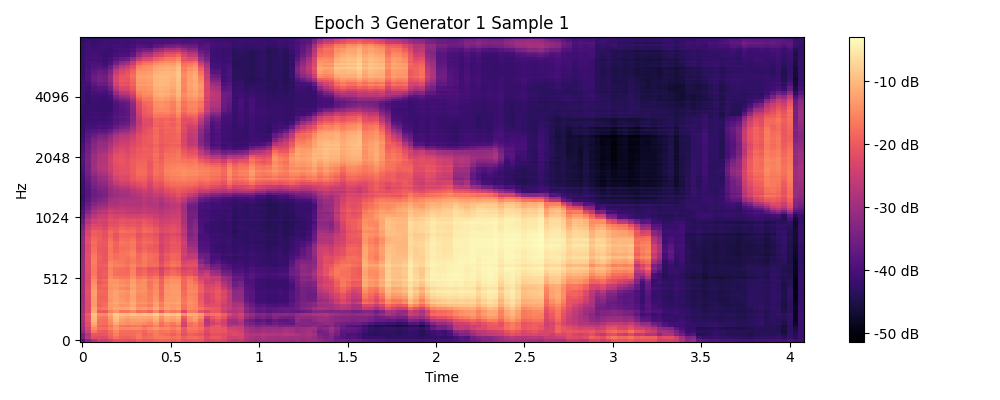 Epoch 3 Generator 1 Sample 1
Hz
4096
2048
1024
512
0
0 0.5 1 1.5 2 2.5 3 3.5 4
Time
-10 dB
-20 dB
-30 dB
-40 dB
-50 dB